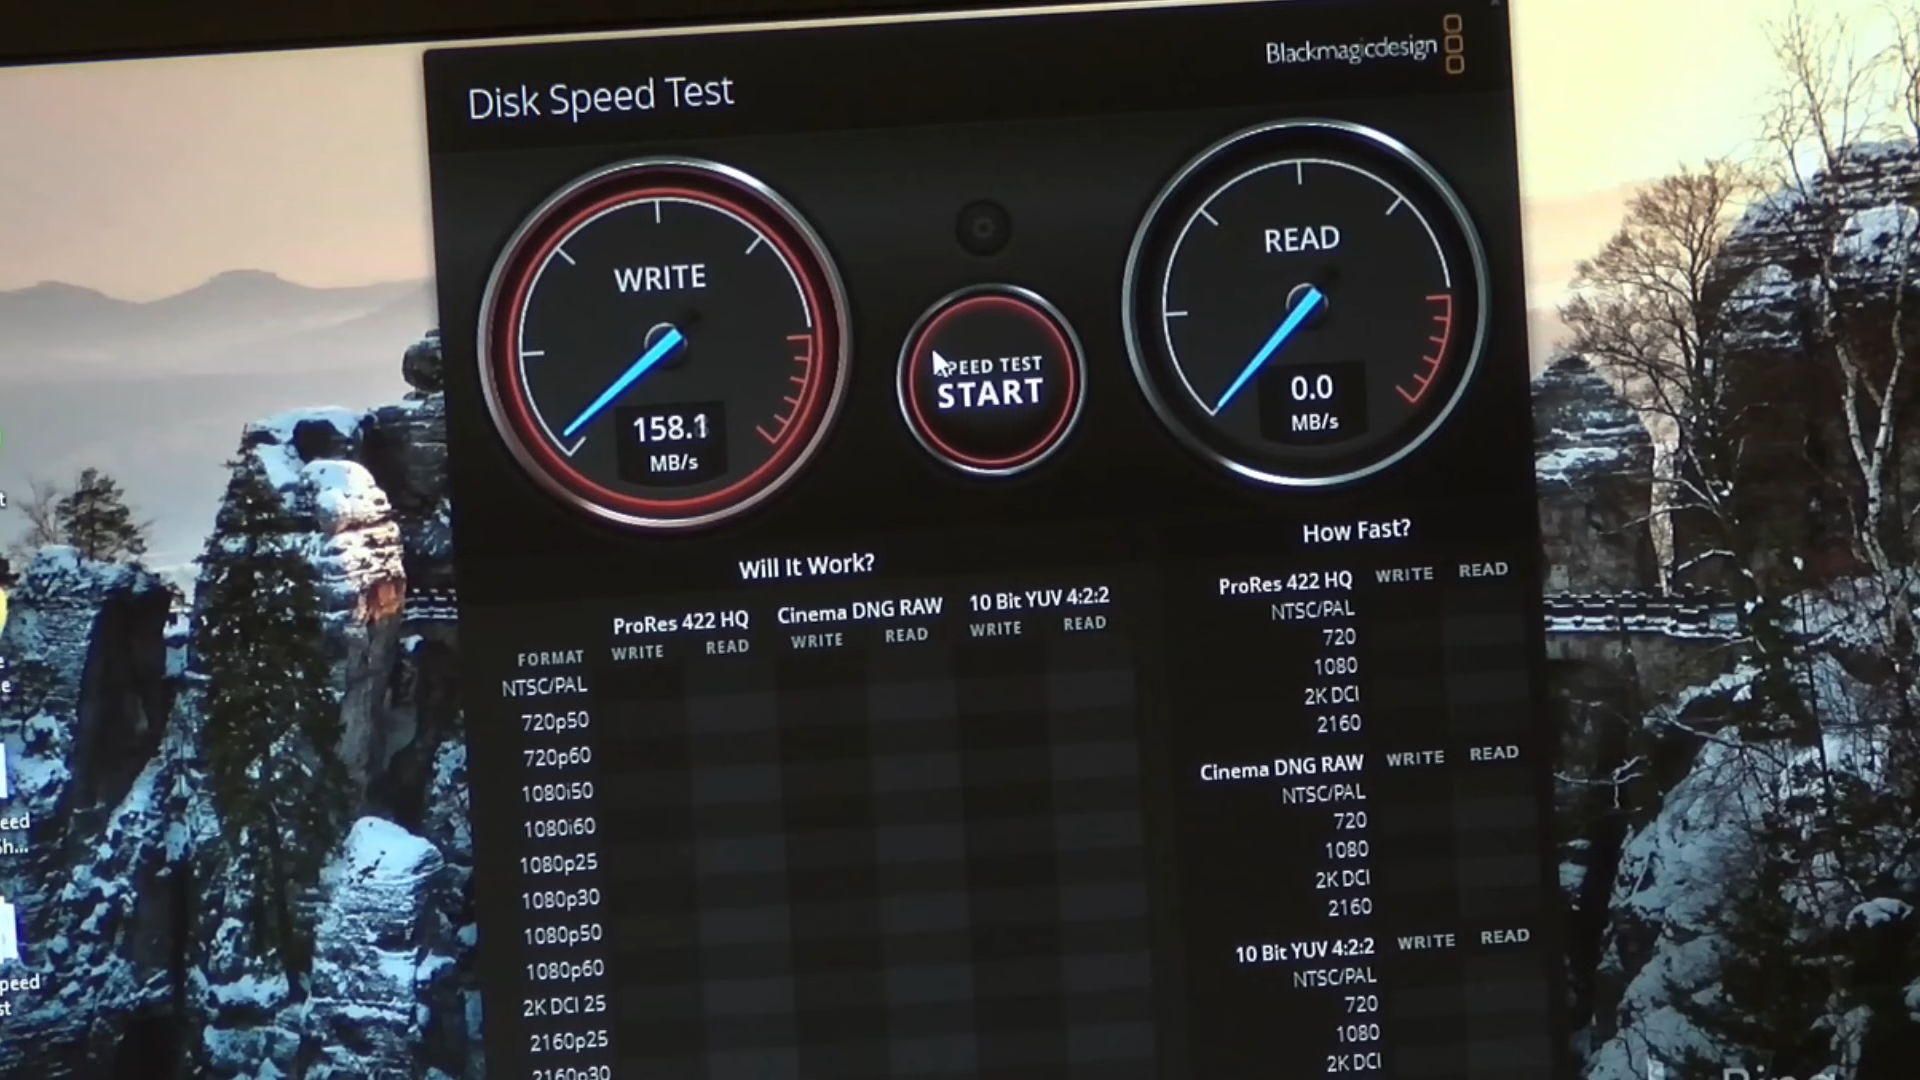 Blackmagicdesign
Disk Speed Test
WRITE
158.1
MB/s
SPEED TEST
START
READ
0.0
MB/s
Will It Work?
ProRes 422 HQ Cinema DNG RAW 10 Bit YUV 4:2:2
FORMAT WRITE READ WRITE READ WRITE READ
NTSC/PAL
720p50
720p60
1080i50
1080i60
1080p25
1080p30
1080p50
1080p60
2K DCI 25
2160p25
2160p30
How Fast?
ProRes 422 HQ WRITE READ
NTSC/PAL
720
1080
2K DCI
2160
Cinema DNG RAW WRITE READ
NTSC/PAL
720
1080
2K DCI
2160
10 Bit YUV 4:2:2 WRITE READ
NTSC/PAL
720
1080
2K DCI